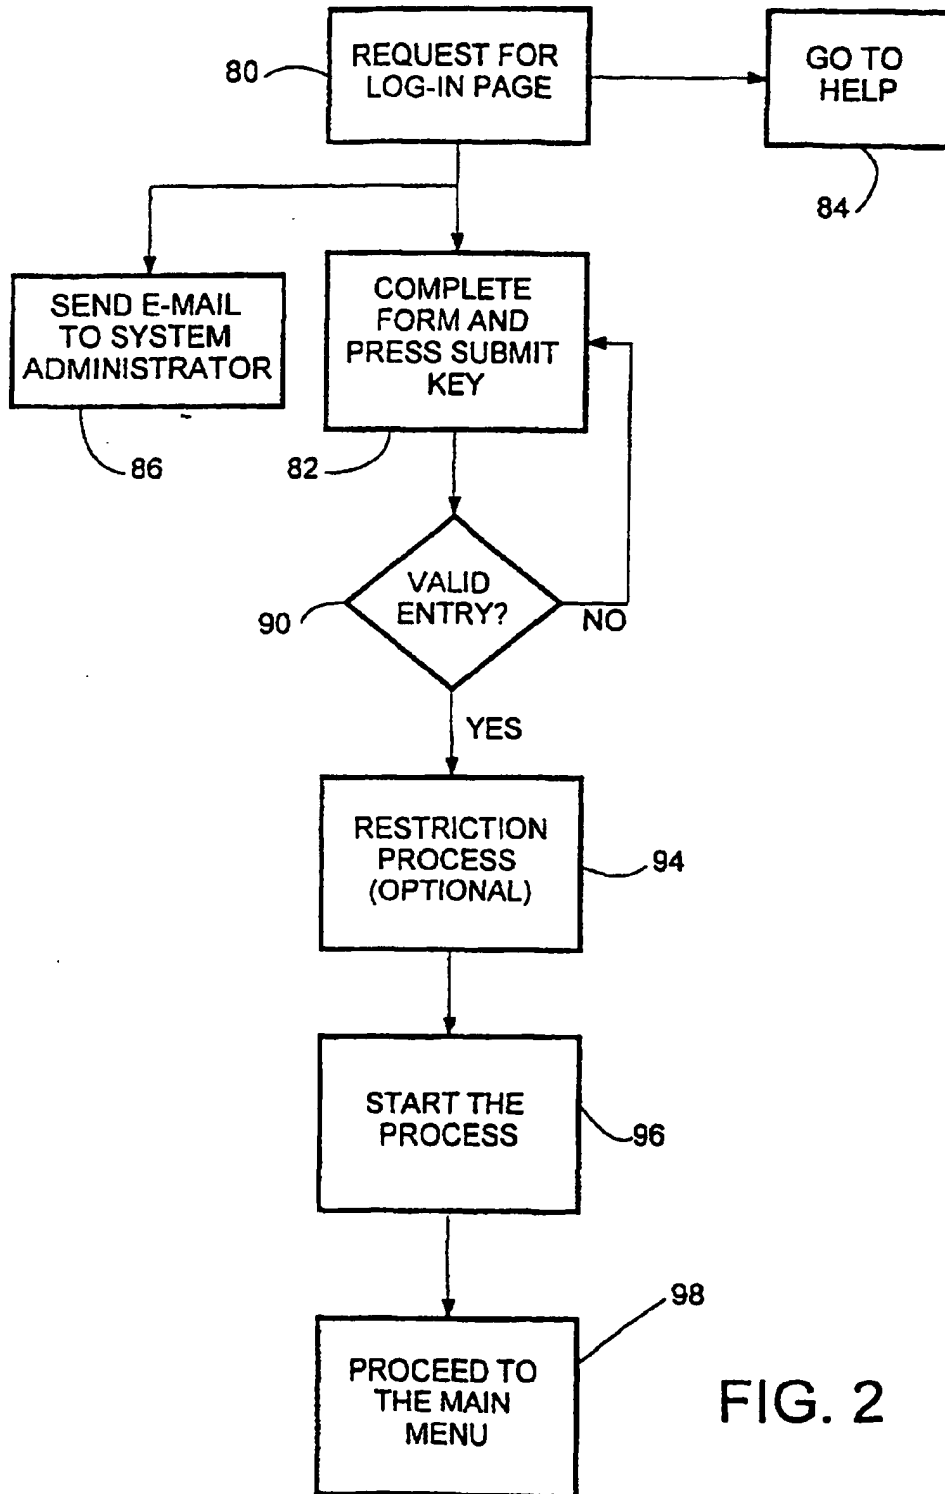 80
REQUEST FOR
LOG-IN PAGE
GO TO
HELP
84
SEND E-MAIL
TO SYSTEM
ADMINISTRATOR
86
COMPLETE
FORM AND
PRESS SUBMIT
KEY
82
90
VALID
ENTRY?
NO
YES
RESTRICTION
PROCESS
(OPTIONAL)
94
START THE
PROCESS
96
98
PROCEED TO
THE MAIN
MENU
FIG. 2